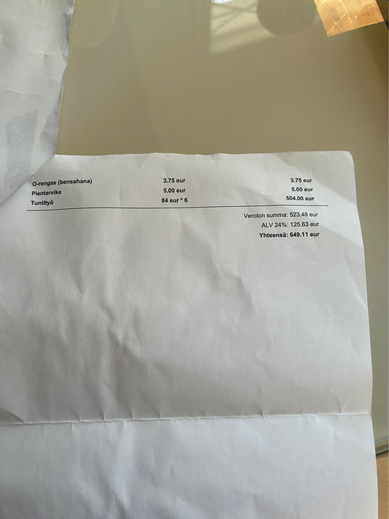 O-rengas (bensahana) 3.75 eur 3.75 eur
Pientarvike 5.00 eur 5.00 eur
Tuntityö 84 eur * 6 504.00 eur
Veroton summa: 523.48 eur
ALV 24%: 125.63 eur
Yhteensä: 649.11 eur